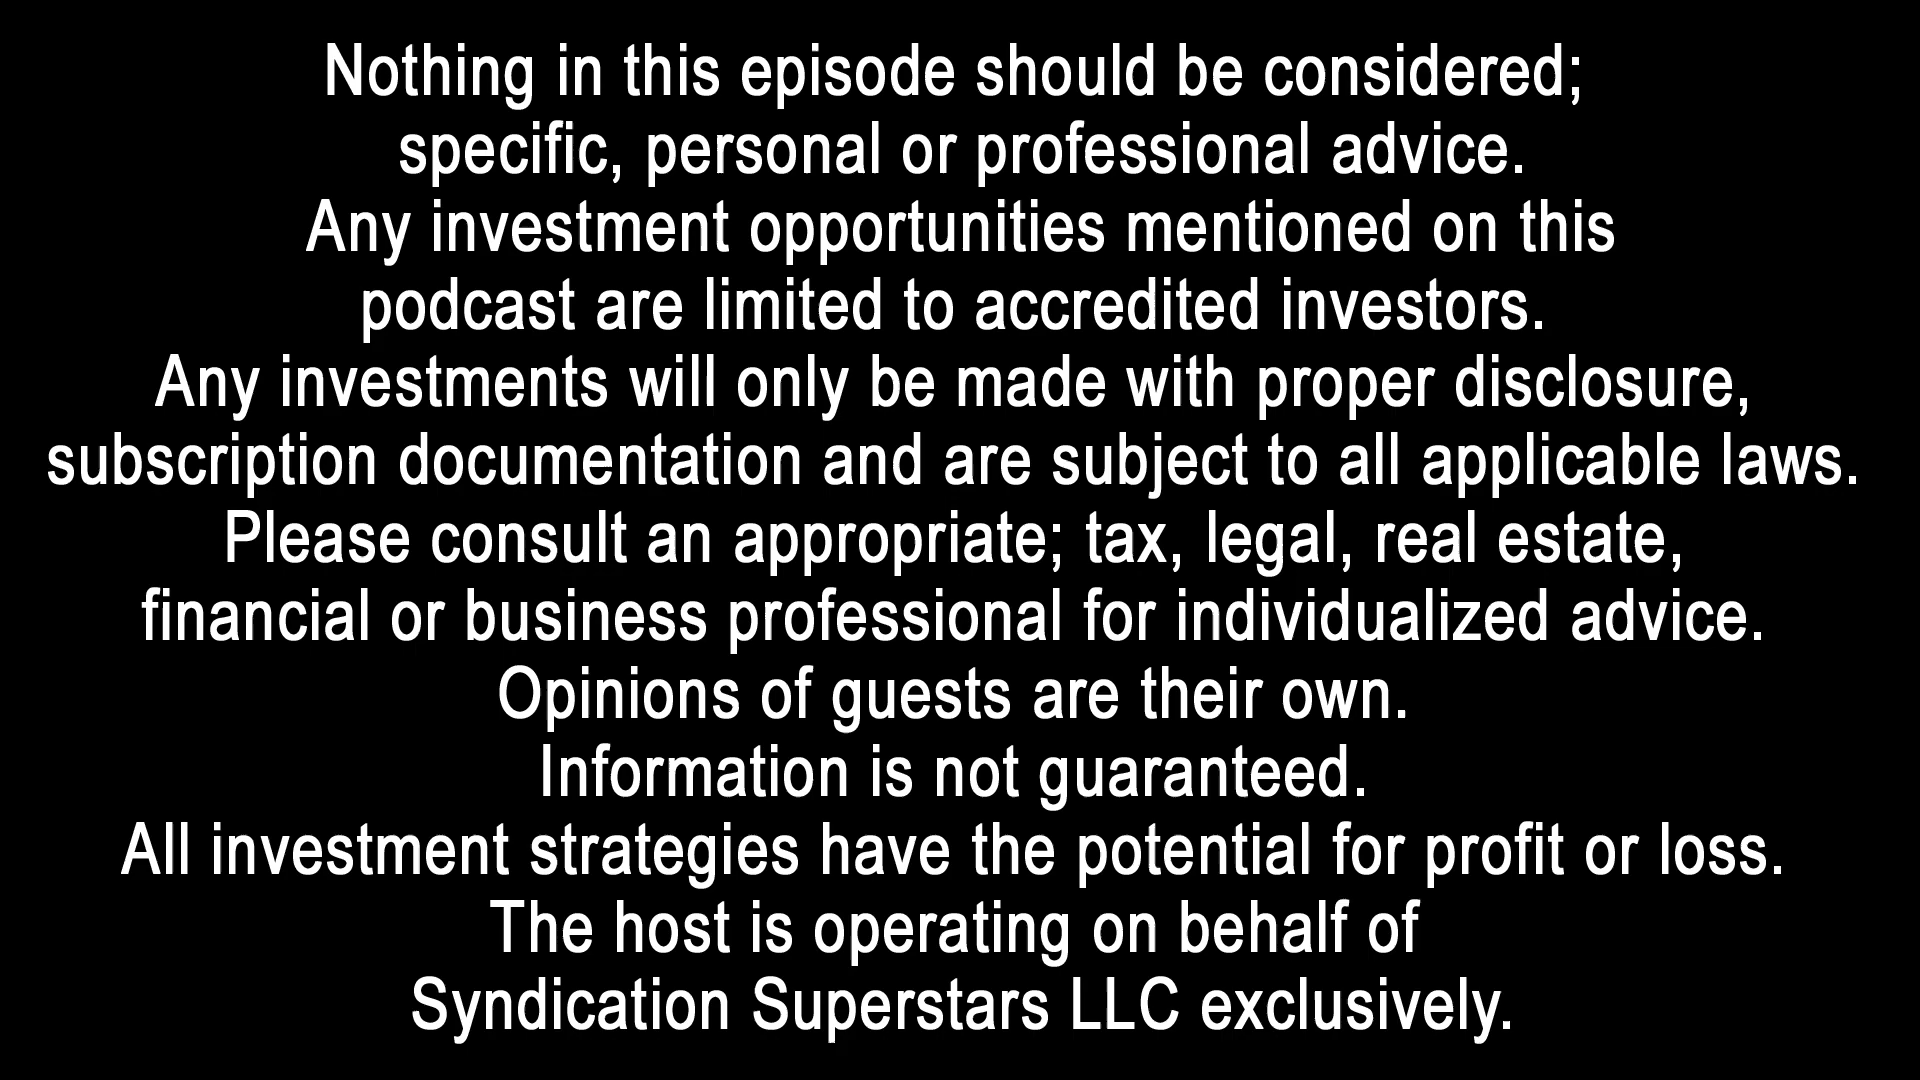 Nothing in this episode should be considered;
specific, personal or professional advice.
Any investment opportunities mentioned on this
podcast are limited to accredited investors.
Any investments will only be made with proper disclosure,
subscription documentation and are subject to all applicable laws.
Please consult an appropriate; tax, legal, real estate,
financial or business professional for individualized advice.
Opinions of guests are their own.
Information is not guaranteed.
All investment strategies have the potential for profit or loss.
The host is operating on behalf of
Syndication Superstars LLC exclusively.